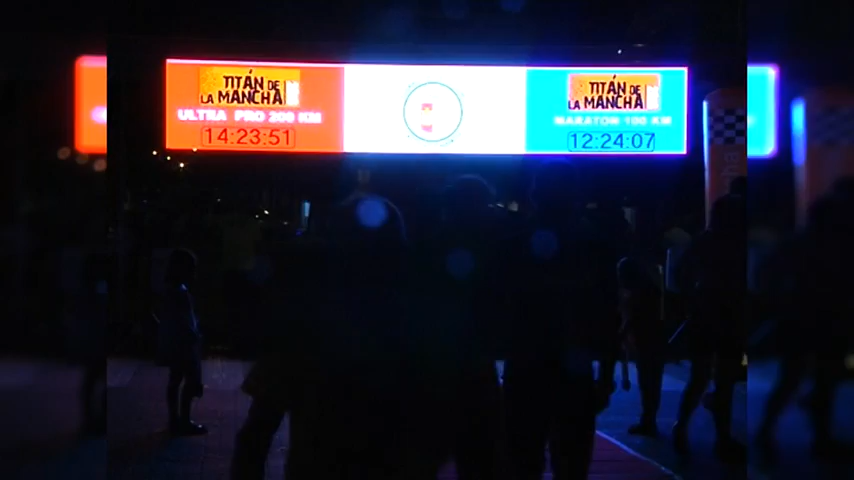 TITÁN DE
LA MANCHA
ULTRA PRO 200 KM
14:23:51
TITÁN DE
LA MANCHA
MARATON 100 KM
12:24:07